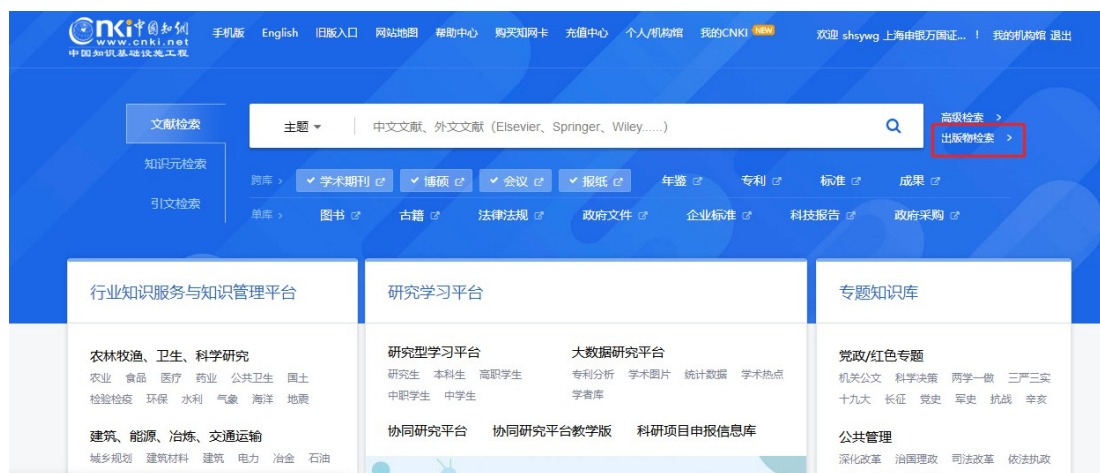 cnki中国知网
www.cnki.net
中国知识基础设施工程
手机版 English 旧版入口 网站地图 帮助中心 购买知网卡 充值中心 个人/机构馆 我的CNKI NEW 欢迎 shsywg 上海申银万国证... ! 我的机构馆 退出
文献检索 主题 中文文献、外文文献（Elsevier、Springer、Wiley......） 高级检索 >
出版物检索 >
知识元检索
跨库 > 学术期刊 博硕 会议 报纸 年鉴 专利 标准 成果
引文检索
单库 > 图书 古籍 法律法规 政府文件 企业标准 科技报告 政府采购
行业知识服务与知识管理平台
农林牧渔、卫生、科学研究
农业 食品 医疗 药业 公共卫生 国土
检验检疫 环保 水利 气象 海洋 地震
建筑、能源、冶炼、交通运输
城乡规划 建筑材料 建筑 电力 冶金 石油
研究学习平台
研究型学习平台
研究生 本科生 高职学生
中职学生 中学生
大数据研究平台
专利分析 学术图片 统计数据 学术热点
学者库
协同研究平台 协同研究平台教学版 科研项目申报信息库
专题知识库
党政/红色专题
机关公文 科学决策 两学一做 三严三实
十九大 长征 党史 军史 抗战 辛亥
公共管理
深化改革 治国理政 司法改革 依法执政